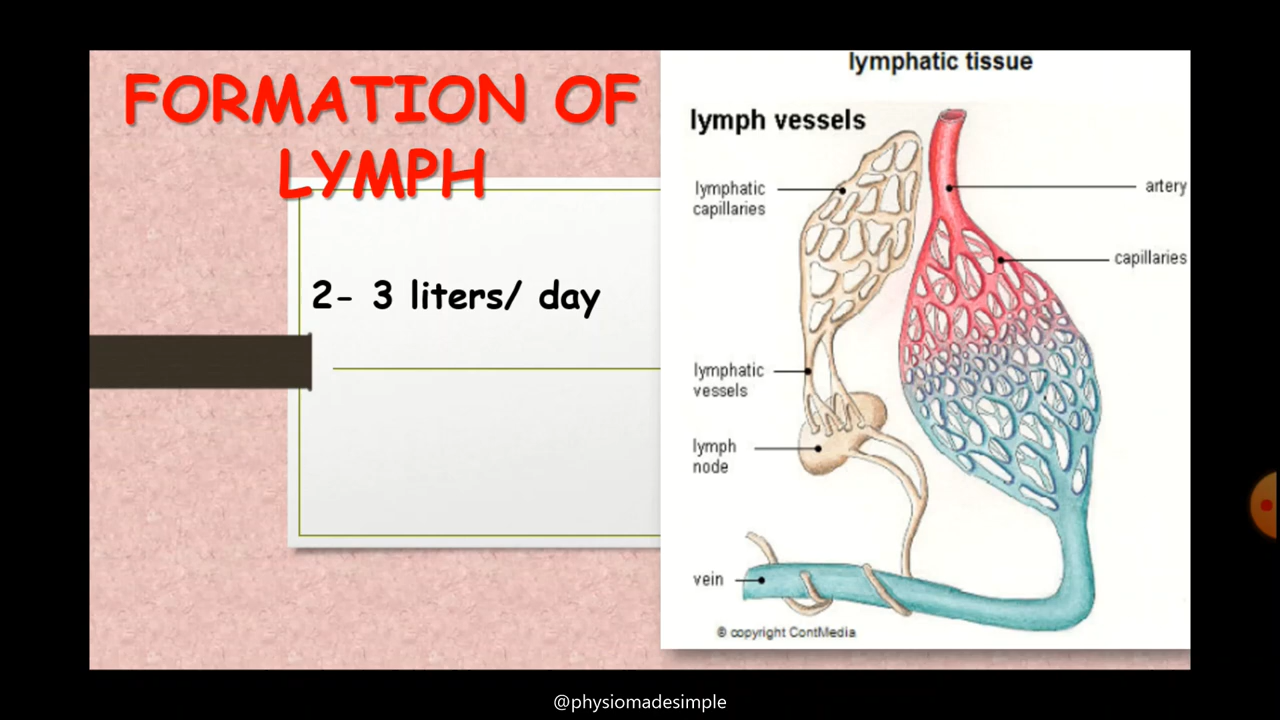 FORMATION OF
LYMPH
2- 3 liters/ day
lymphatic tissue
lymph vessels
lymphatic
capillaries
artery
capillaries
lymphatic
vessels
lymph
node
vein
© copyright ContMedia
@physiomadesimple